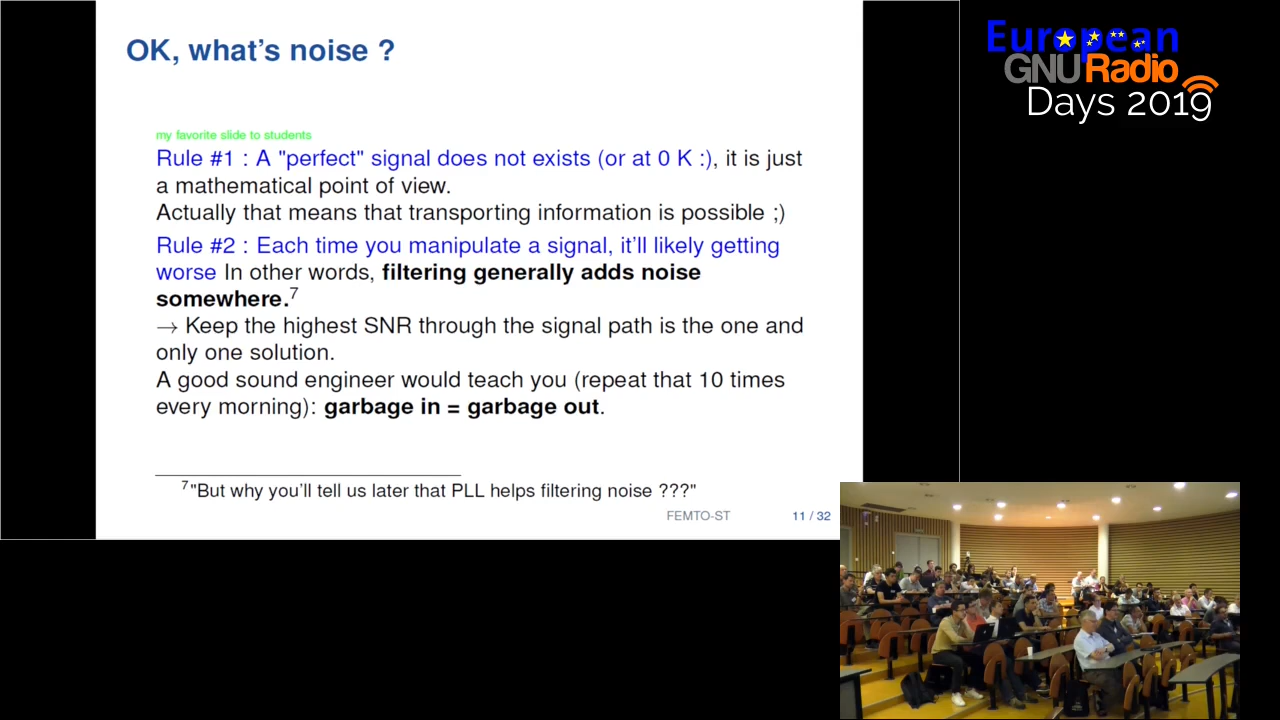 OK, what's noise ?
my favorite slide to students
Rule #1 : A "perfect" signal does not exists (or at 0 K :), it is just
a mathematical point of view.
Actually that means that transporting information is possible ;)
Rule #2 : Each time you manipulate a signal, it'll likely getting
worse In other words, filtering generally adds noise
somewhere.7
→ Keep the highest SNR through the signal path is the one and
only one solution.
A good sound engineer would teach you (repeat that 10 times
every morning): garbage in = garbage out.
7"But why you'll tell us later that PLL helps filtering noise ???"
FEMTO-ST
11 / 32
European
GNURadio
Days 2019